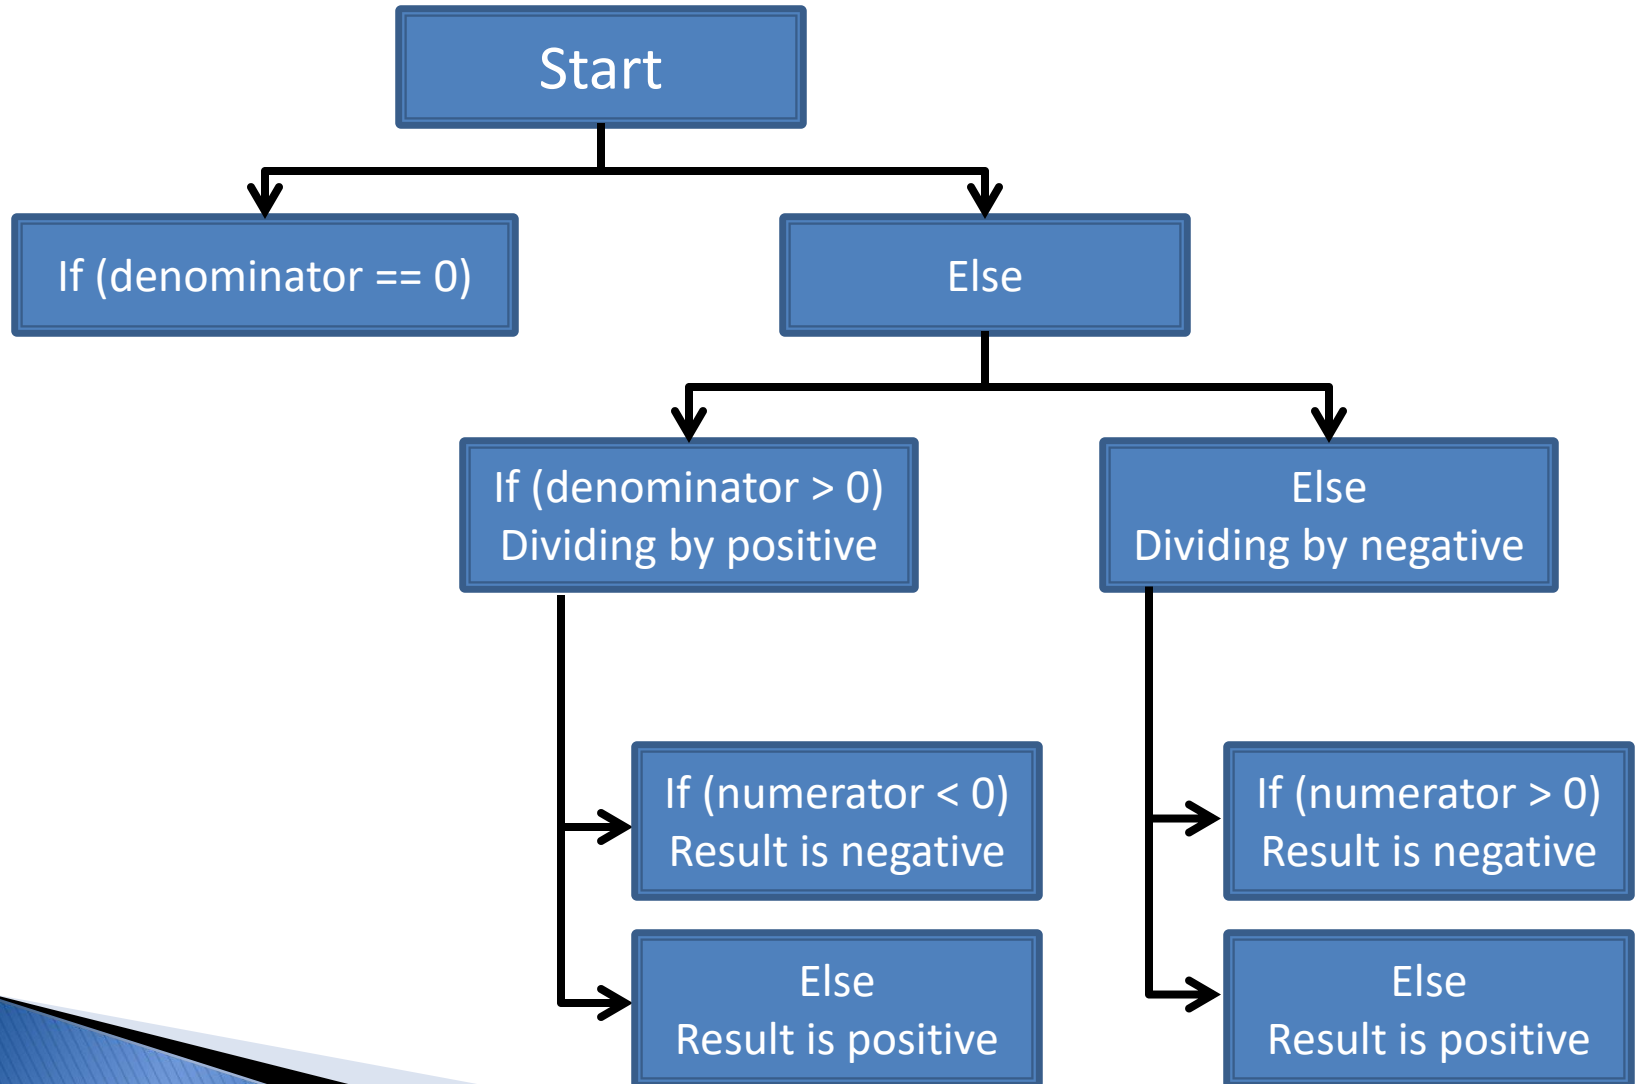 Start
If (denominator == 0)
Else
If (denominator > 0)
Dividing by positive
Else
Dividing by negative
If (numerator < 0)
Result is negative
Else
Result is positive
If (numerator > 0)
Result is negative
Else
Result is positive